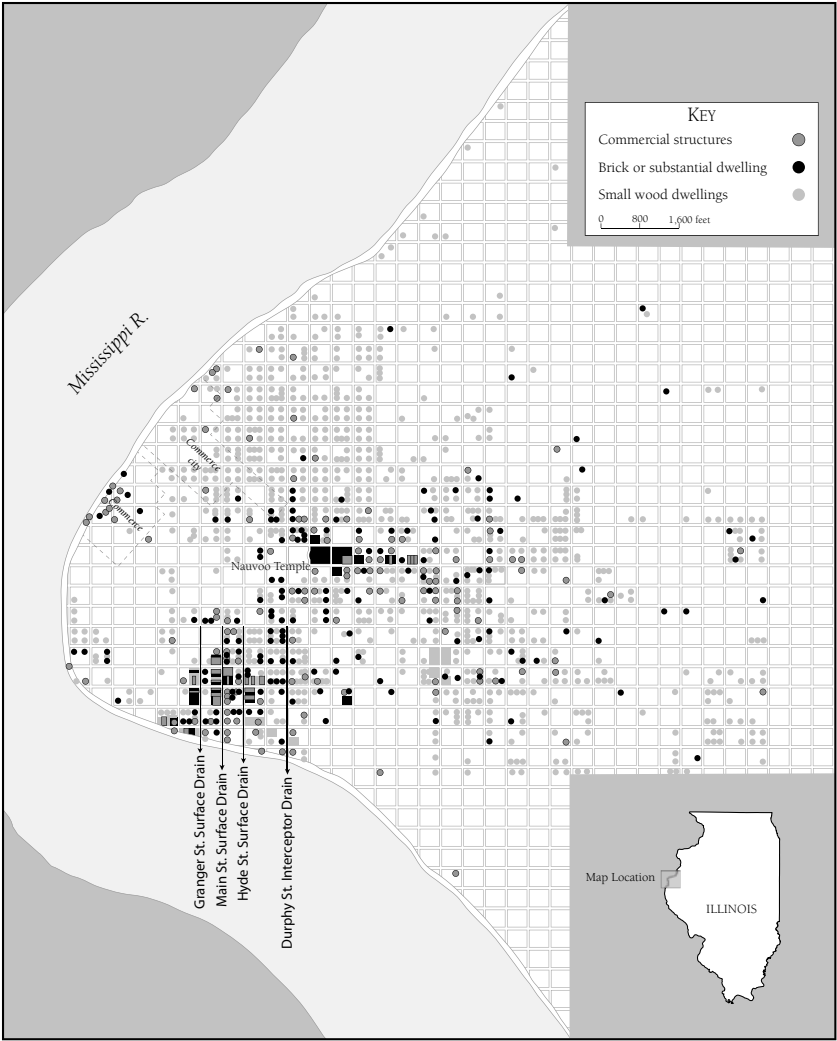 KEY
Commercial structures
Brick or substantial dwelling
Small wood dwellings
0 800 1,600 feet
Mississippi R.
Commerce
city
Commerce
Nauvoo Temple
Granger St. Surface Drain
Main St. Surface Drain
Hyde St. Surface Drain
Durphy St. Interceptor Drain
Map Location
ILLINOIS